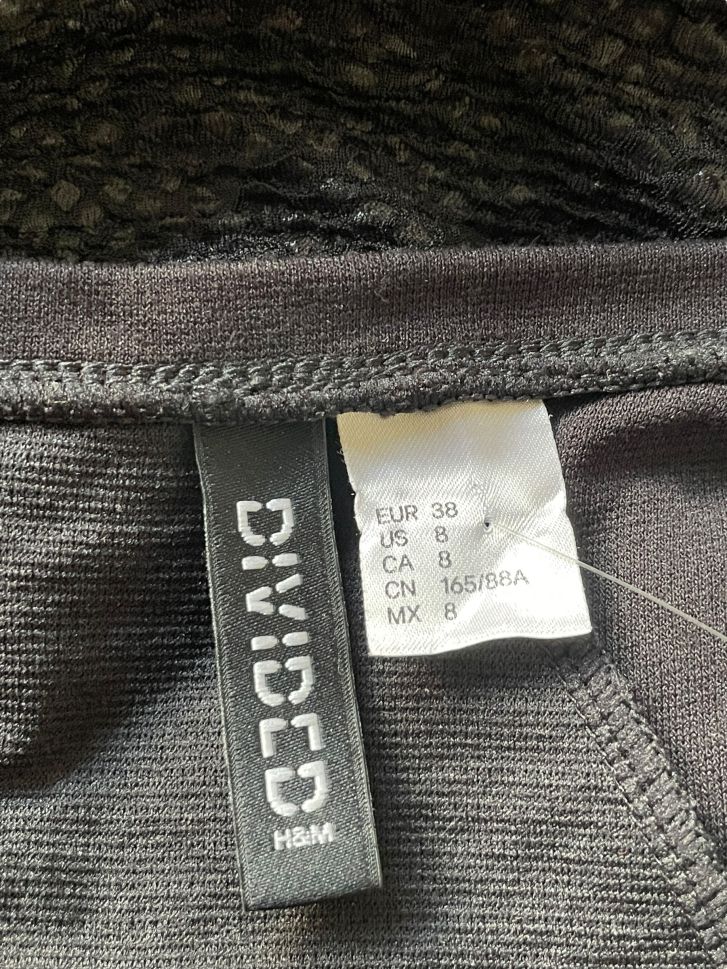 DIVIDED
H&M
EUR 38
US 8
CA 8
CN 165/88A
MX 8